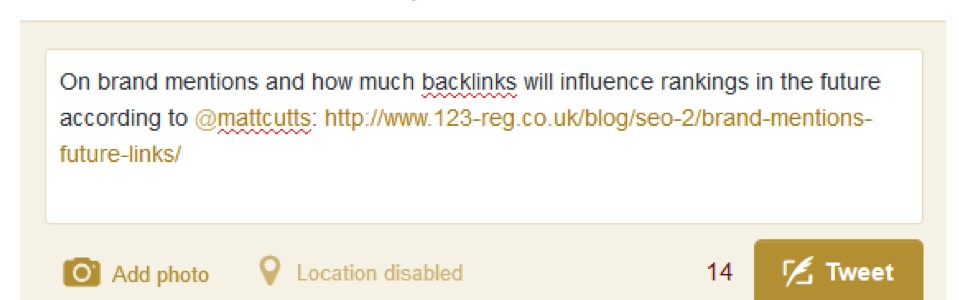 On brand mentions and how much backlinks will influence rankings in the future
according to @mattcutts: http://www.123-reg.co.uk/blog/seo-2/brand-mentions-
future-links/
Add photo Location disabled 14 Tweet